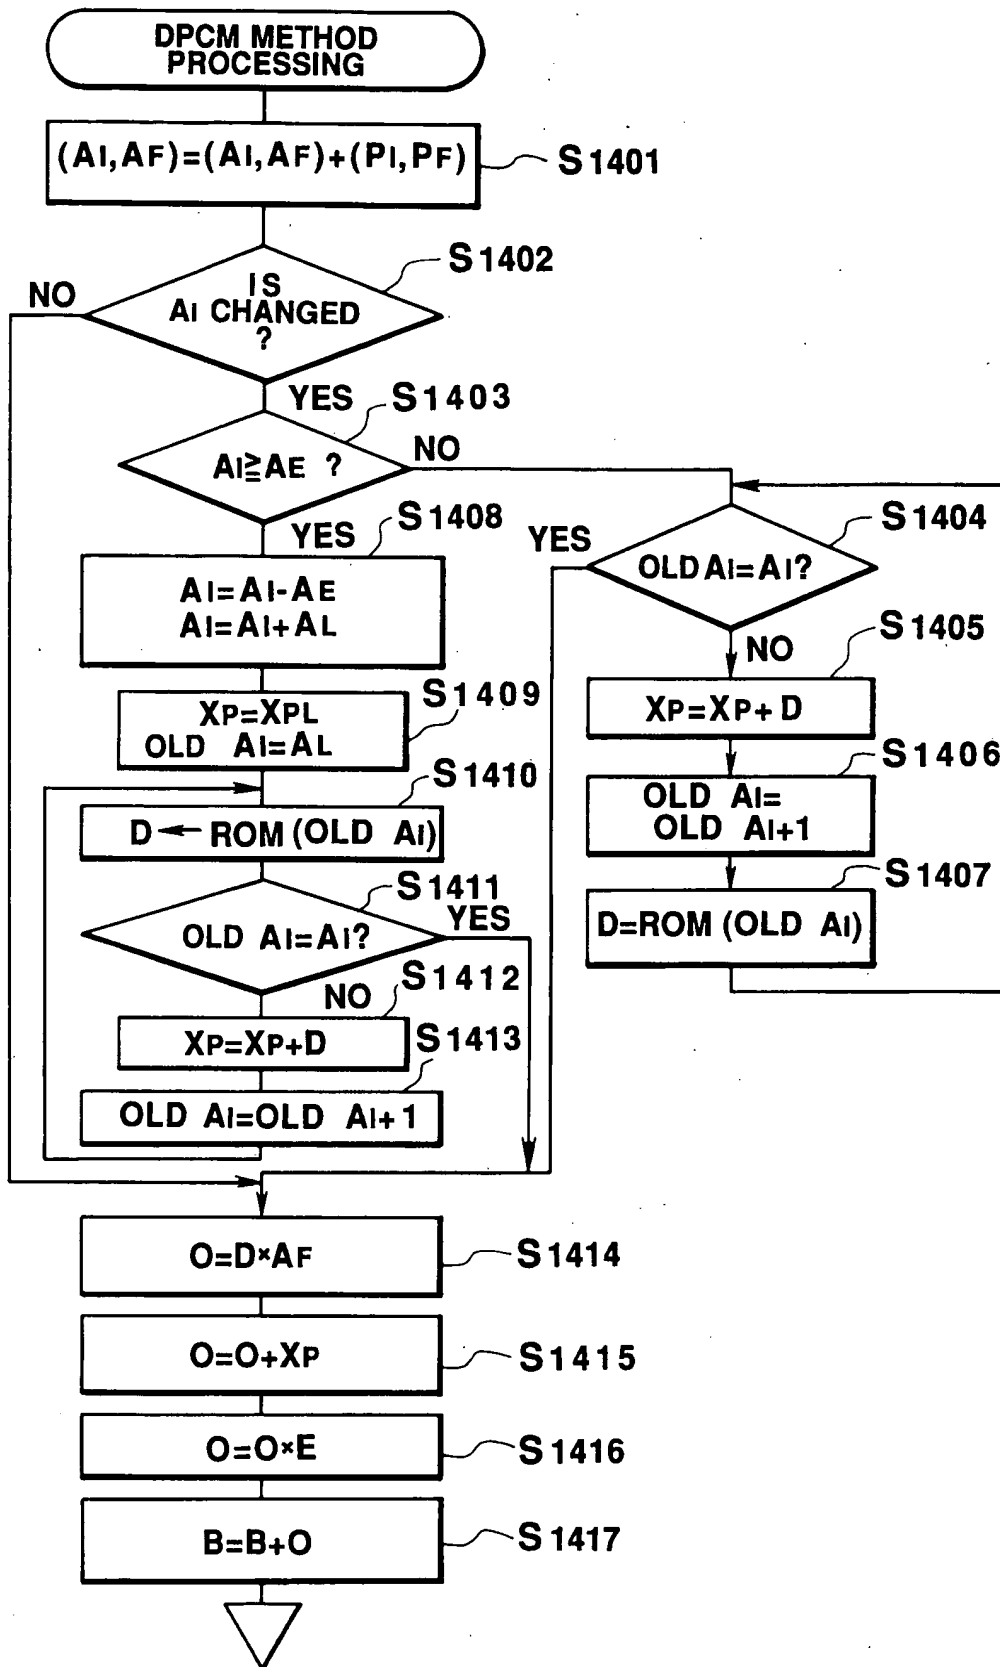 DPCM METHOD
PROCESSING
(AI,AF)=(AI,AF)+(PI,PF)
S1401
S1402
NO
IS
AI CHANGED
?
YES
S1403
AI≧AE ?
NO
S1408
YES
AI=AI-AE
AI=AI+AL
S1404
YES
OLD AI=AI?
NO
S1405
XP=XP+D
S1409
XP=XPL
OLD AI=AL
S1406
OLD AI=
OLD AI+1
S1410
D←ROM (OLD AI)
S1407
D=ROM (OLD AI)
S1411
YES
OLD AI=AI?
NO
S1412
XP=XP+D
S1413
OLD AI=OLD AI+1
O=D×AF
S1414
O=O+XP
S1415
O=O×E
S1416
B=B+O
S1417